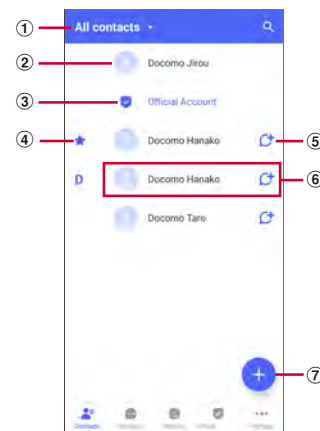 ① All contacts
② Docomo Jirou
③ Official Account
④ Docomo Hanako ⑤
D Docomo Hanako ⑥
Docomo Taro
⑦
Contacts